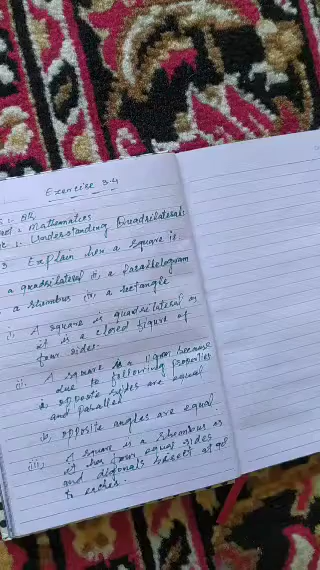 Exercise 3.4
: 8th
: Mathematics
: Understanding Quadrilaterals
3 Explain how a square is
a quadrilateral ii, a parallelogram
a rhombus iv, a rectangle
i, A square is quadrilateral as
it is a closed figure of
four sides.
ii, A square is a llgm because
due to following properties
opposite sides are equal
and parallel
b, opposite angles are equal.
iii, A square is a rhombus as
it has four equal sides
and diagonals bisect at 90
to each